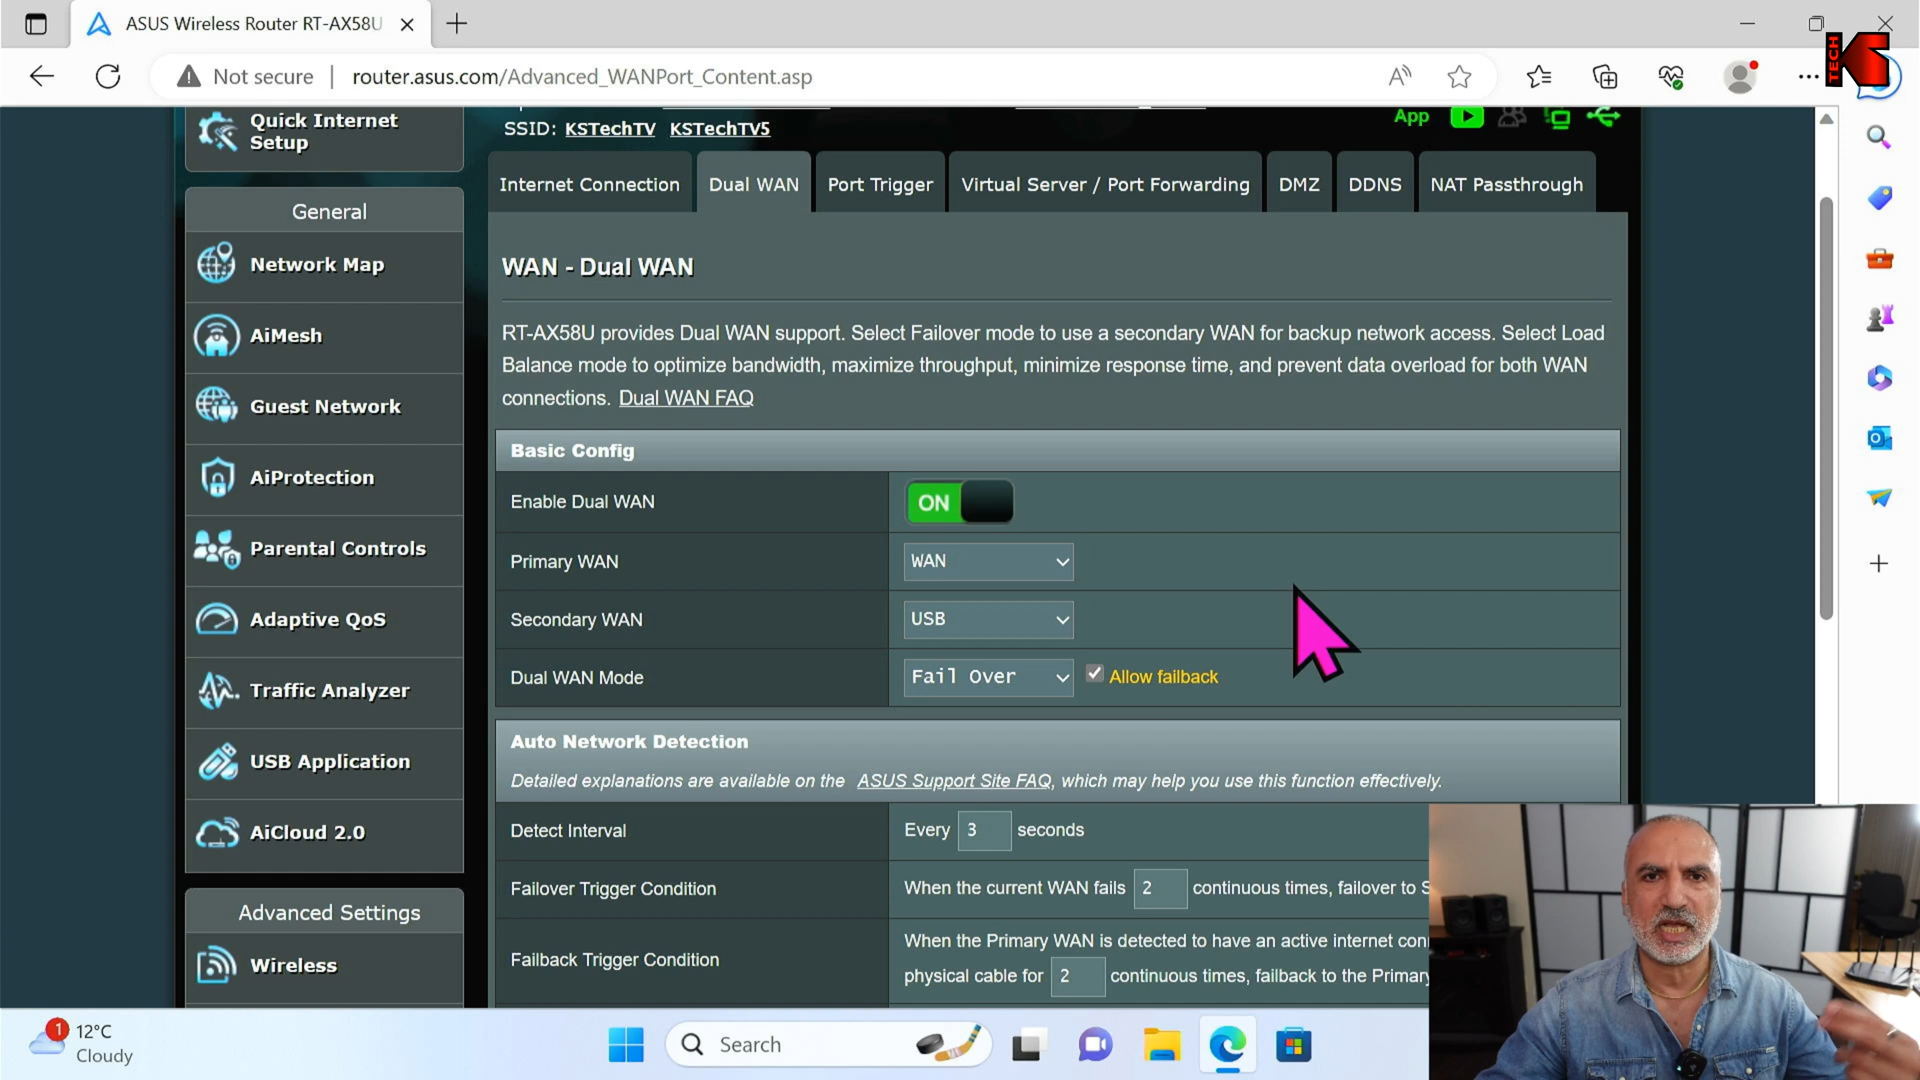 ASUS Wireless Router RT-AX58U
TECH KS
Not secure | router.asus.com/Advanced_WANPort_Content.asp
Quick Internet Setup
SSID: KSTechTV KSTechTV5
App
Internet Connection Dual WAN Port Trigger Virtual Server / Port Forwarding DMZ DDNS NAT Passthrough
General
Network Map
AiMesh
Guest Network
AiProtection
Parental Controls
Adaptive QoS
Traffic Analyzer
USB Application
AiCloud 2.0
Advanced Settings
Wireless
WAN - Dual WAN
RT-AX58U provides Dual WAN support. Select Failover mode to use a secondary WAN for backup network access. Select Load
Balance mode to optimize bandwidth, maximize throughput, minimize response time, and prevent data overload for both WAN
connections. Dual WAN FAQ
Basic Config
Enable Dual WAN ON
Primary WAN WAN
Secondary WAN USB
Dual WAN Mode Fail Over Allow failback
Auto Network Detection
Detailed explanations are available on the ASUS Support Site FAQ, which may help you use this function effectively.
Detect Interval Every 3 seconds
Failover Trigger Condition When the current WAN fails 2 continuous times, failover to
Failback Trigger Condition When the Primary WAN is detected to have an active internet
physical cable for 2 continuous times, failback to the Primary
1
12°C
Cloudy
Search